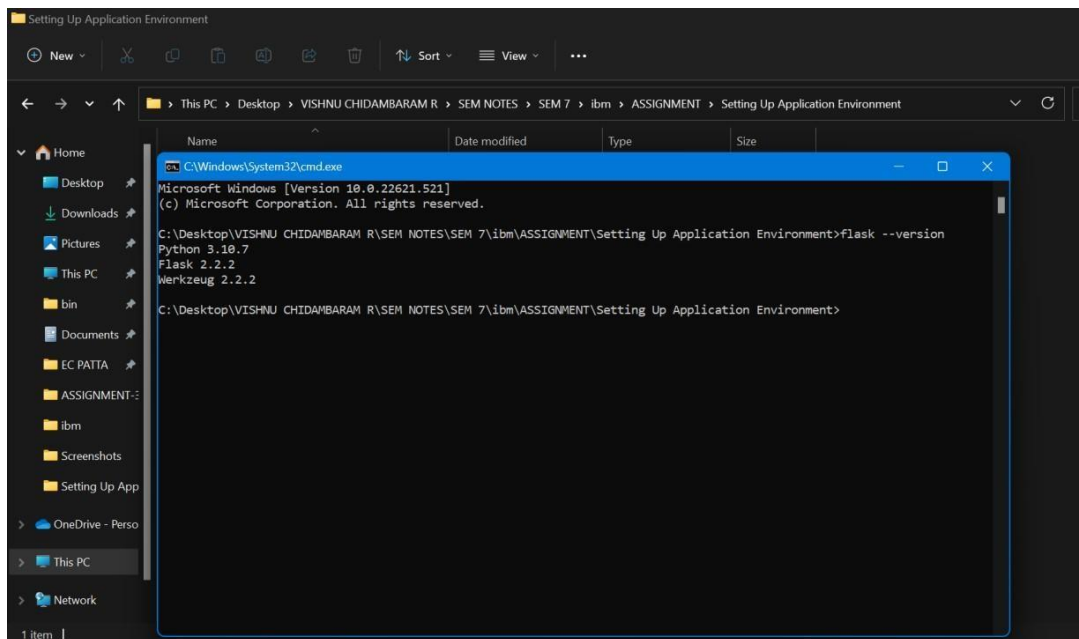 Setting Up Application Environment
New
Sort
View
This PC > Desktop > VISHNU CHIDAMBARAM R > SEM NOTES > SEM 7 > ibm > ASSIGNMENT > Setting Up Application Environment
Name Date modified Type Size
Home
Desktop
Downloads
Pictures
This PC
bin
Documents
EC PATTA
ASSIGNMENT-
ibm
Screenshots
Setting Up App
OneDrive - Perso
This PC
Network
1 item
C:\Windows\System32\cmd.exe
Microsoft Windows [Version 10.0.22621.521]
(c) Microsoft Corporation. All rights reserved.
C:\Desktop\VISHNU CHIDAMBARAM R\SEM NOTES\SEM 7\ibm\ASSIGNMENT\Setting Up Application Environment>flask --version
Python 3.10.7
Flask 2.2.2
Werkzeug 2.2.2
C:\Desktop\VISHNU CHIDAMBARAM R\SEM NOTES\SEM 7\ibm\ASSIGNMENT\Setting Up Application Environment>